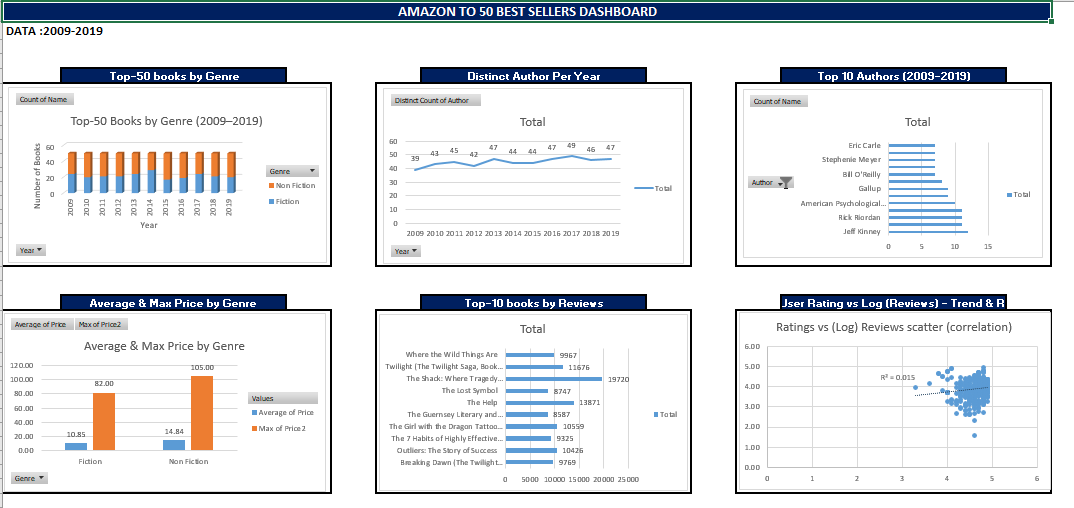 AMAZON TO 50 BEST SELLERS DASHBOARD
DATA :2009-2019
Top-50 books by Genre
Count of Name
Top-50 Books by Genre (2009–2019)
Number of Books
60
40
20
0
2009 2010 2011 2012 2013 2014 2015 2016 2017 2018 2019
Year
Genre
Non Fiction
Fiction
Year
Distinct Author Per Year
Distinct Count of Author
Total
60
50
40
30
20
10
0
39 43 45 42 47 44 44 47 49 46 47
2009 2010 2011 2012 2013 2014 2015 2016 2017 2018 2019
Total
Year
Top 10 Authors (2009-2019)
Count of Name
Total
Author
Eric Carle
Stephenie Meyer
Bill O'Reilly
Gallup
American Psychological...
Rick Riordan
Jeff Kinney
0 5 10 15
Total
Average & Max Price by Genre
Average of Price Max of Price2
Average & Max Price by Genre
120.00
100.00
80.00
60.00
40.00
20.00
0.00
10.85 82.00 14.84 105.00
Fiction Non Fiction
Values
Average of Price
Max of Price2
Genre
Top-10 books by Reviews
Total
Where the Wild Things Are 9967
Twilight (The Twilight Saga, Book... 11676
The Shack: Where Tragedy... 19720
The Lost Symbol 8747
The Help 13871
The Guernsey Literary and... 8587
The Girl with the Dragon Tattoo... 10559
The 7 Habits of Highly Effective... 9325
Outliers: The Story of Success 10426
Breaking Dawn (The Twilight... 9769
0 5000 10000 15000 20000 25000
Total
Jser Rating vs Log (Reviews) - Trend & R
Ratings vs (Log) Reviews scatter (correlation)
6.00
5.00
4.00
3.00
2.00
1.00
0.00
R² = 0.015
0 1 2 3 4 5 6